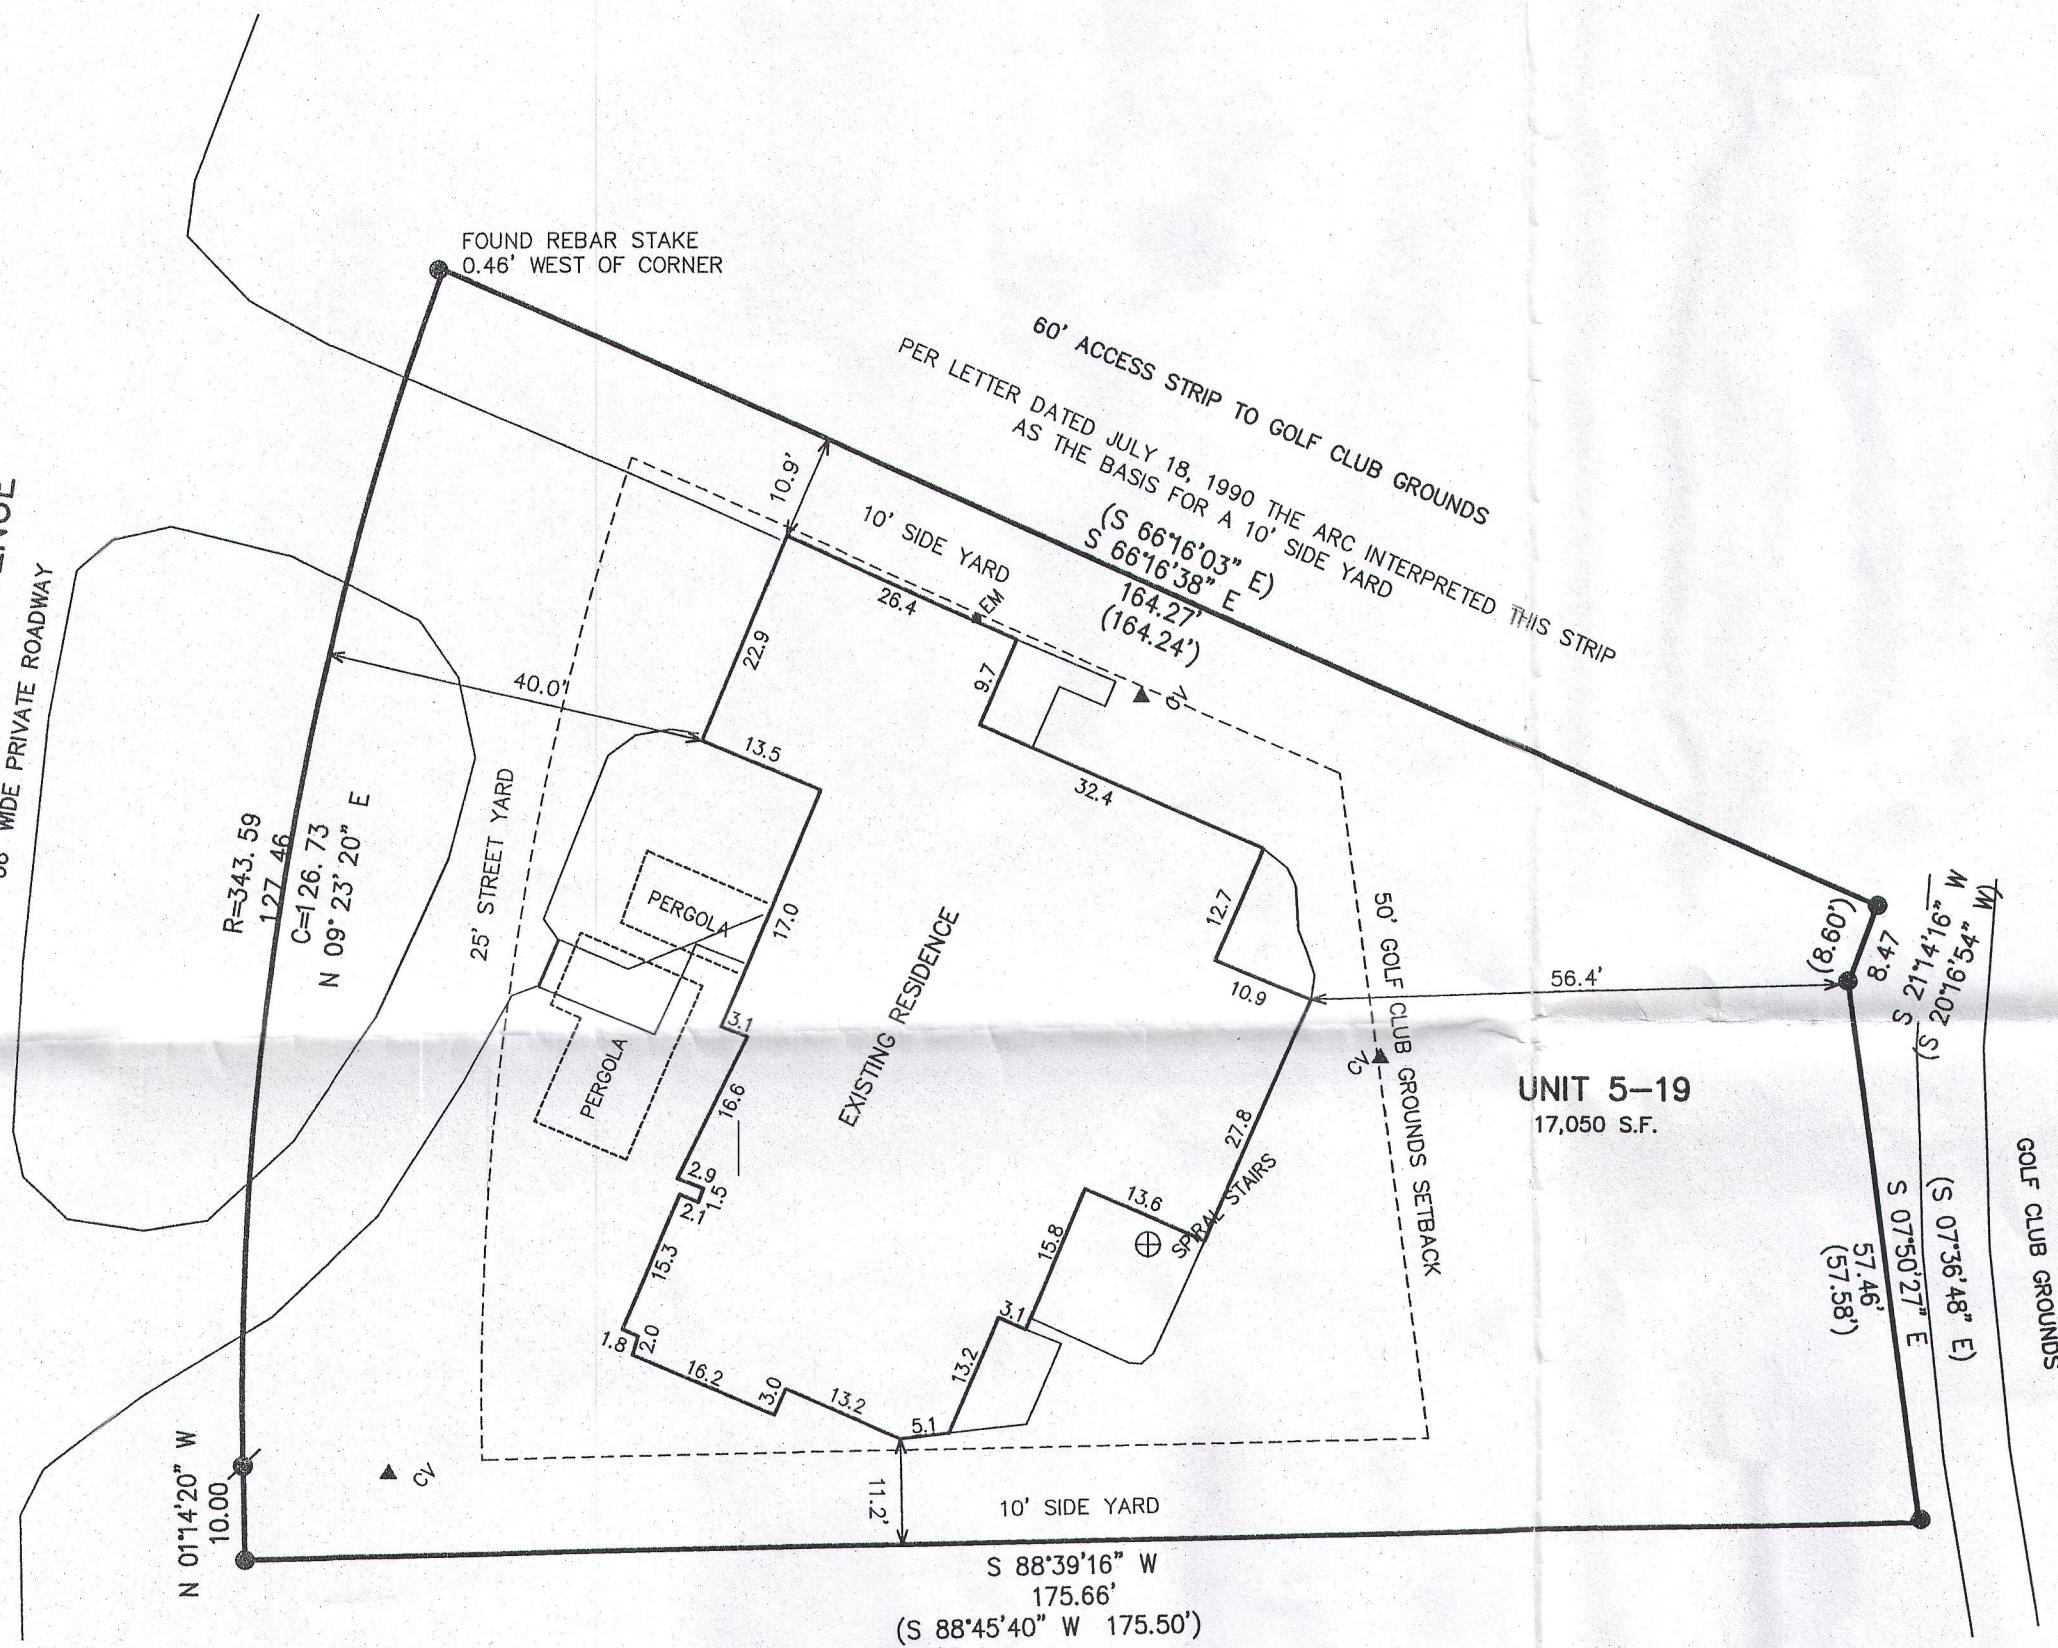 FOUND REBAR STAKE
0.46' WEST OF CORNER
60' ACCESS STRIP TO GOLF CLUB GROUNDS
PER LETTER DATED JULY 18, 1990 THE ARC INTERPRETED THIS STRIP
AS THE BASIS FOR A 10' SIDE YARD
(S 66°16'03" E)
S 66°16'38" E
164.27'
(164.24')
10.9'
10' SIDE YARD
26.4
EM
22.9
9.7
CV
40.0'
13.5
32.4
WIDE PRIVATE ROADWAY
R=343.59
127.46
C=126.73
N 09°23'20" E
25' STREET YARD
PERGOLA
17.0
12.7
10.9
56.4'
50' GOLF CLUB GROUNDS SETBACK
(8.60')
8.47
S 21°14'16" W
(S 20°16'54" W)
3.1
PERGOLA
16.6
EXISTING RESIDENCE
CV
UNIT 5-19
17,050 S.F.
27.8
2.9
1.5
2.1
13.6
SPIRAL STAIRS
15.8
15.3
3.1
1.8
2.0
16.2
3.0
13.2
13.2
5.1
(S 07°36'48" E)
S 07°50'27" E
57.46'
(57.58')
GOLF CLUB GROUNDS
N 01°14'20" W
10.00
CV
11.2'
10' SIDE YARD
S 88°39'16" W
175.66'
(S 88°45'40" W 175.50')